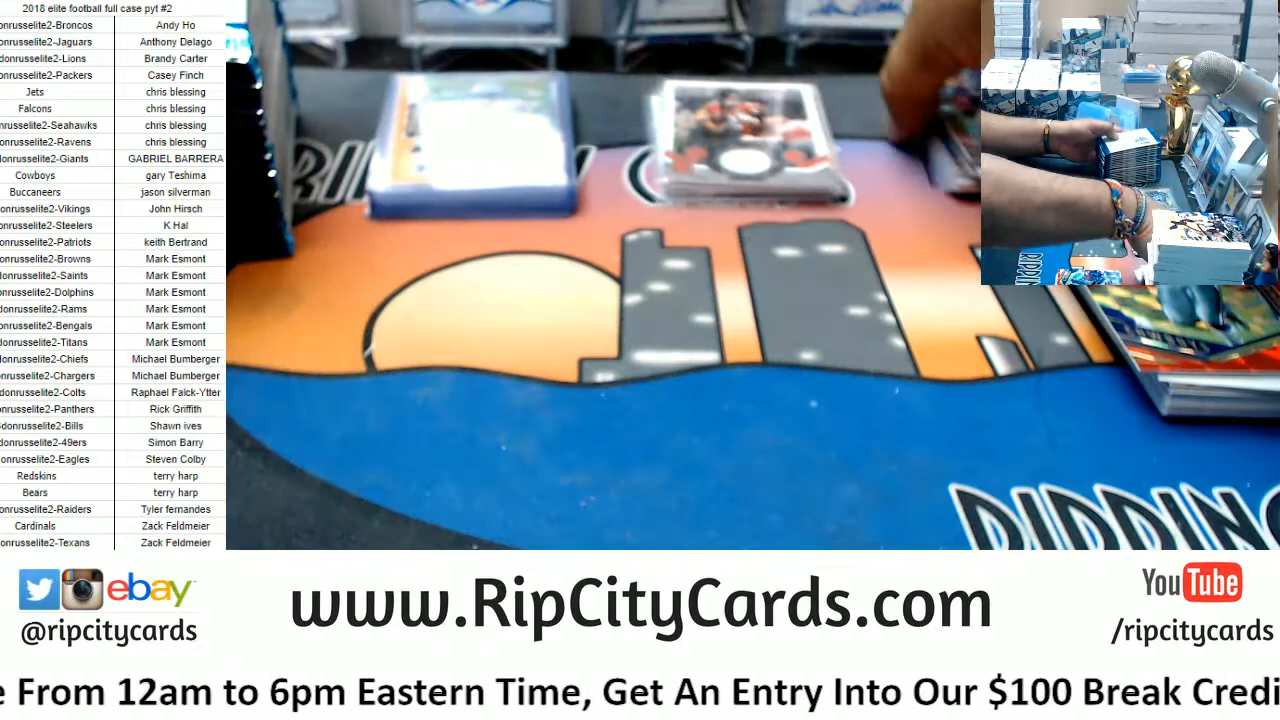 2018 elite football full case pyt #2
onrusselite2-Broncos Andy Ho
onrusselite2-Jaguars Anthony Delago
donrusselite2-Lions Brandy Carter
onrusselite2-Packers Casey Finch
Jets chris blessing
Falcons chris blessing
nrusselite2-Seahawks chris blessing
onrusselite2-Ravens chris blessing
donrusselite2-Giants GABRIEL BARRERA
Cowboys gary Teshima
Buccaneers jason silverman
onrusselite2-Vikings John Hirsch
onrusselite2-Steelers K Hal
onrusselite2-Patriots keith Bertrand
onrusselite2-Browns Mark Esmont
donrusselite2-Saints Mark Esmont
onrusselite2-Dolphins Mark Esmont
donrusselite2-Rams Mark Esmont
onrusselite2-Bengals Mark Esmont
donrusselite2-Titans Mark Esmont
donrusselite2-Chiefs Michael Bumberger
onrusselite2-Chargers Michael Bumberger
donrusselite2-Colts Raphael Falck-Ytter
onrusselite2-Panthers Rick Griffith
donrusselite2-Bills Shawn ives
donrusselite2-49ers Simon Barry
onrusselite2-Eagles Steven Colby
Redskins terry harp
Bears terry harp
onrusselite2-Raiders Tyler fernandes
Cardinals Zack Feldmeier
onrusselite2-Texans Zack Feldmeier
RIPPING
ebay
@ripcitycards
www.RipCityCards.com
YouTube
/ripcitycards
e From 12am to 6pm Eastern Time, Get An Entry Into Our $100 Break Credi